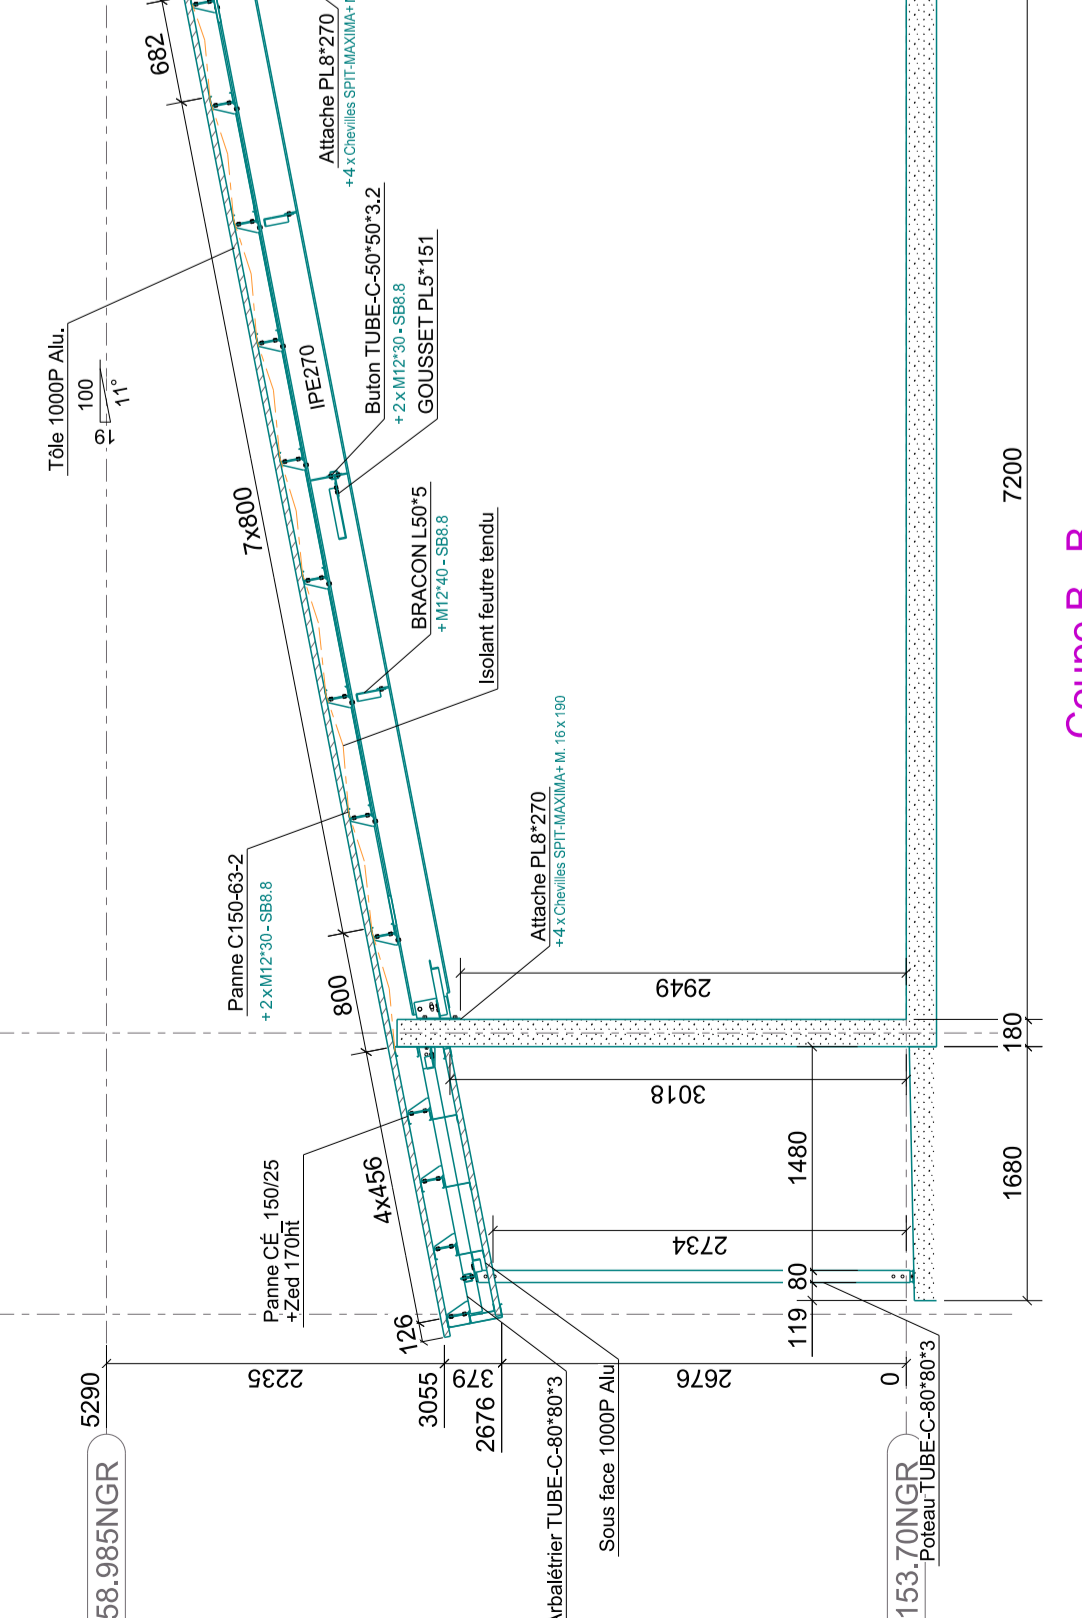 682
Attache PL8*270
+4 x Chevilles SPIT-MAXIMA+
Tôle 1000P Alu.
100
19
11°
Buton TUBE-C-50*50*3.2
+ 2 x M12*30 - SB8.8
GOUSSET PL5*151
IPE270
7x800
BRACON L50*5
+ M12*40 - SB8.8
Isolant feutre tendu
7200
Coupe B B
Panne C150-63-2
+ 2 x M12*30 - SB8.8
800
Attache PL8*270
+4 x Chevilles SPIT-MAXIMA+ M. 16 x 190
2949
180
3018
Panne CÉ_150/25
+Zed 170ht
4x456
1480
1680
2734
80
119
126
5290
2235
3055
379
2676
2676
0
Arbalétrier TUBE-C-80*80*3
Sous face 1000P Alu
Poteau TUBE-C-80*80*3
58.985NGR
153.70NGR